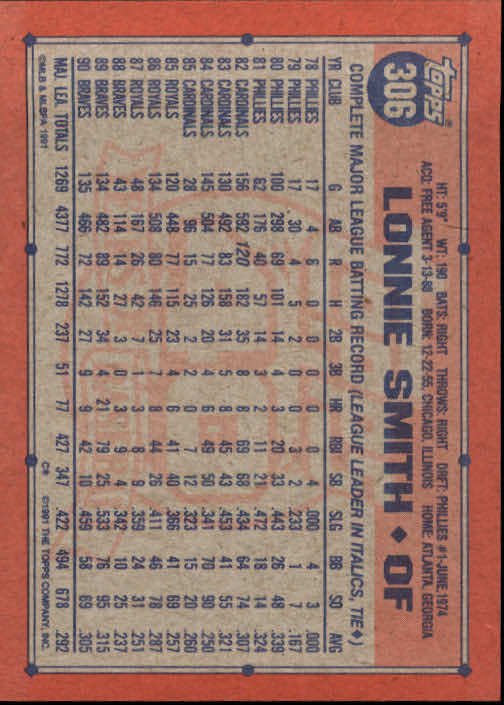 TOPPS®
306
HT: 5'9" WT: 190 BATS: RIGHT THROWS: RIGHT DRFT: PHILLIES #1-JUNE, 1974
ACQ: FREE AGENT 3-13-88 BORN: 12-22-55, CHICAGO, ILLINOIS HOME: ATLANTA, GEORGIA
LONNIE SMITH ♦ OF
COMPLETE MAJOR LEAGUE BATTING RECORD (LEAGUE LEADER IN ITALICS, TIE♦)
YR CLUB G AB R H 2B 3B HR RBI SB SLG BB SO AVG
78 PHILLIES 17 4 6 0 0 0 0 0 4 .000 4 3 .000
79 PHILLIES 17 30 4 5 2 0 0 3 2 .233 1 7 .167
80 PHILLIES 100 298 69 101 14 4 3 20 33 .443 26 48 .339
81 PHILLIES 62 176 40 57 14 3 2 11 21 .472 18 14 .324
82 CARDINALS 156 592 120 182 35 8 8 69 68 .434 64 74 .307
83 CARDINALS 130 492 83 158 31 5 8 45 43 .453 41 55 .321
84 CARDINALS 145 504 77 126 20 4 6 49 50 .341 70 90 .250
85 CARDINALS 28 96 15 25 2 2 0 7 12 .323 15 20 .260
85 ROYALS 120 448 77 115 23 4 6 41 40 .366 41 69 .257
86 ROYALS 134 508 80 146 25 7 8 44 26 .411 46 78 .287
87 ROYALS 48 167 26 42 7 1 3 8 9 .359 24 31 .251
88 BRAVES 43 114 14 27 3 0 3 9 4 .342 10 25 .237
89 BRAVES 134 482 89 152 34 4 21 79 25 .533 76 95 .315
90 BRAVES 135 466 72 142 27 9 9 42 10 .459 58 69 .305
MAJ. LEA. TOTALS 1269 4377 772 1278 237 51 77 427 347 .422 494 678 .292
©MLB & MLBPA 1991 C* ©1991 THE TOPPS COMPANY, INC.